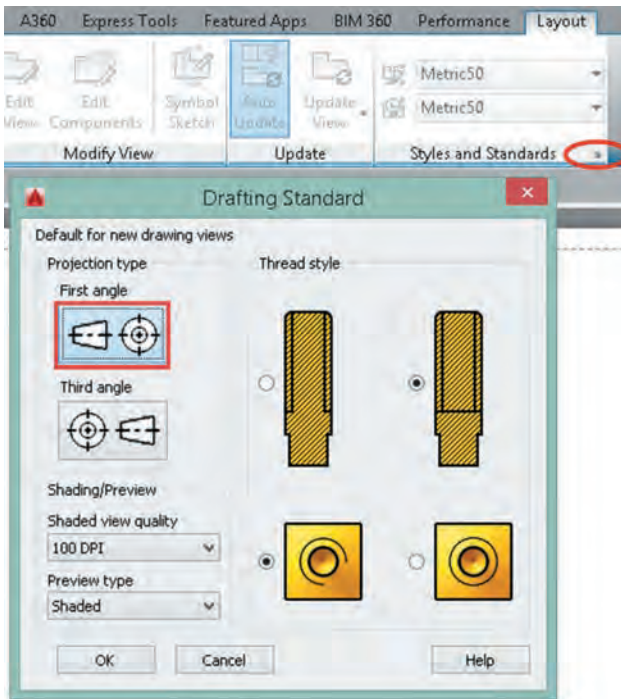 A360 Express Tools Featured Apps BIM 360 Performance Layout
Edit View
Edit Components
Symbol Sketch
Auto Update
Update View
Metric50
Metric50
Modify View Update Styles and Standards
Drafting Standard
Default for new drawing views
Projection type
Thread style
First angle
Third angle
Shading/Preview
Shaded view quality
100 DPI
Preview type
Shaded
OK Cancel Help